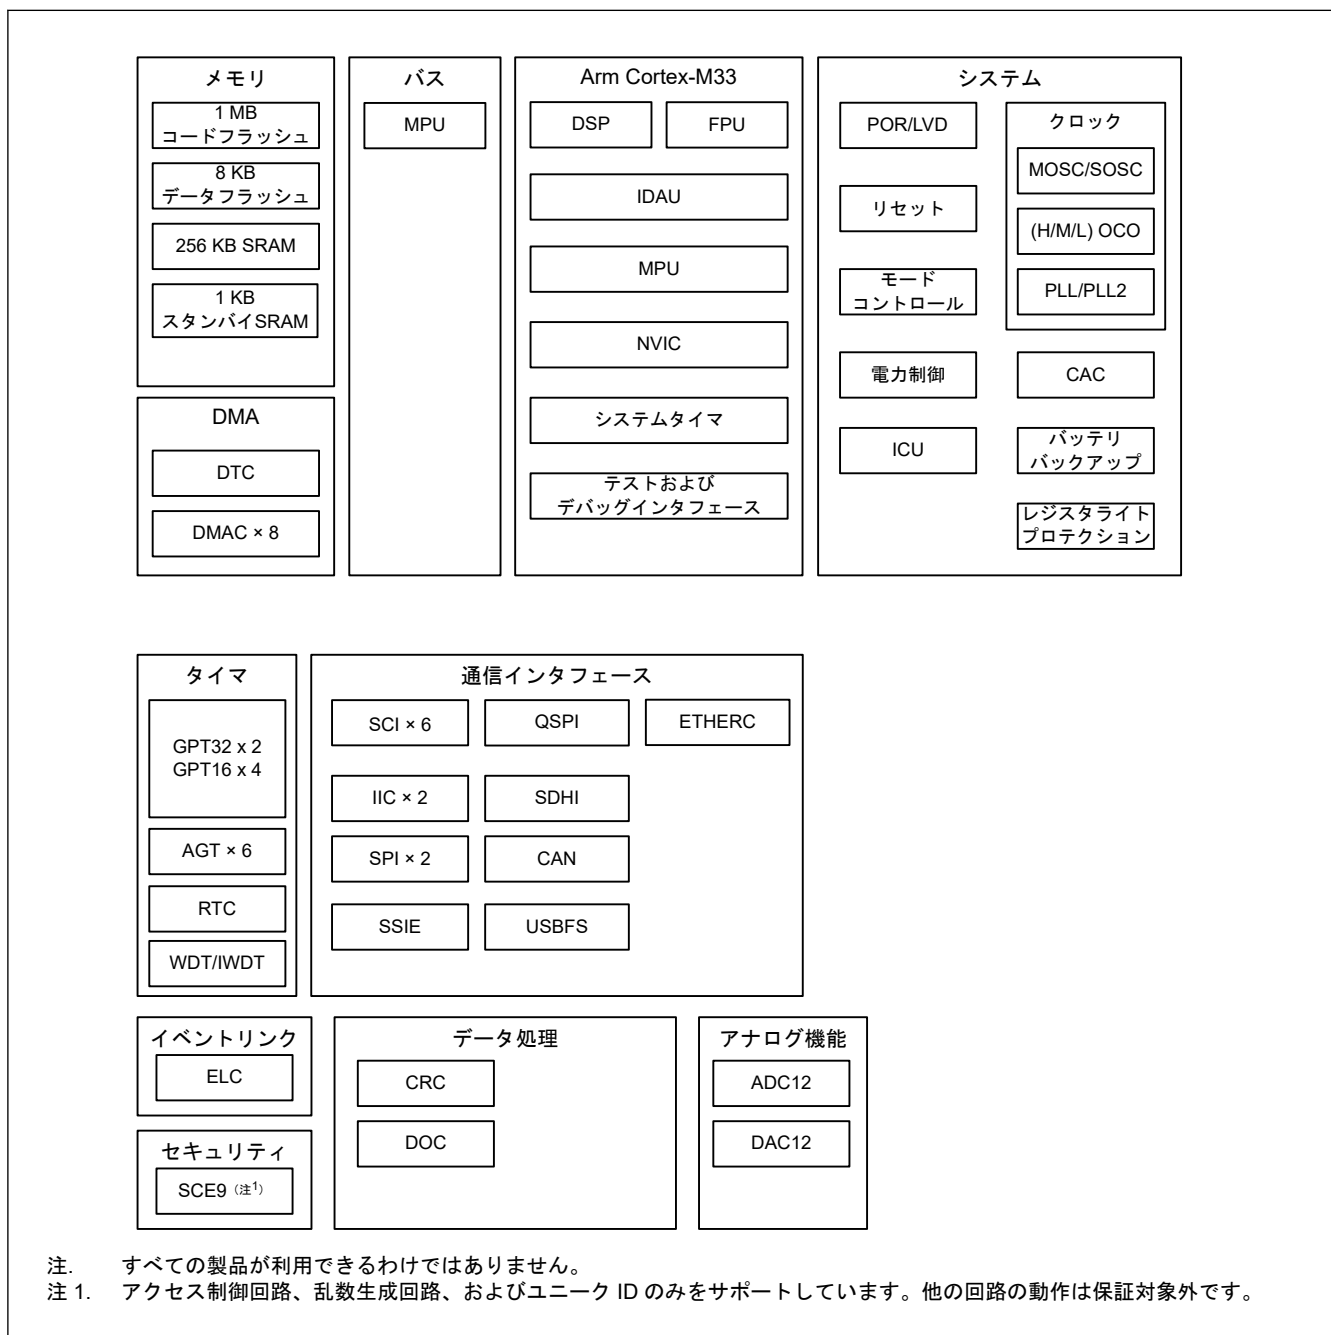 メモリ
1 MB
コードフラッシュ
8 KB
データフラッシュ
256 KB SRAM
1 KB
スタンバイSRAM
DMA
DTC
DMAC × 8
バス
MPU
Arm Cortex-M33
DSP
FPU
IDAU
MPU
NVIC
システムタイマ
テストおよび
デバッグインタフェース
システム
POR/LVD
リセット
モード
コントロール
電力制御
ICU
クロック
MOSC/SOSC
(H/M/L) OCO
PLL/PLL2
CAC
バッテリ
バックアップ
レジスタライト
プロテクション
タイマ
GPT32 x 2
GPT16 x 4
AGT × 6
RTC
WDT/IWDT
通信インタフェース
SCI × 6
QSPI
ETHERC
IIC × 2
SDHI
SPI × 2
CAN
SSIE
USBFS
イベントリンク
ELC
セキュリティ
SCE9 (注1)
データ処理
CRC
DOC
アナログ機能
ADC12
DAC12
注. すべての製品が利用できるわけではありません。
注 1. アクセス制御回路、乱数生成回路、およびユニーク ID のみをサポートしています。他の回路の動作は保証対象外です。